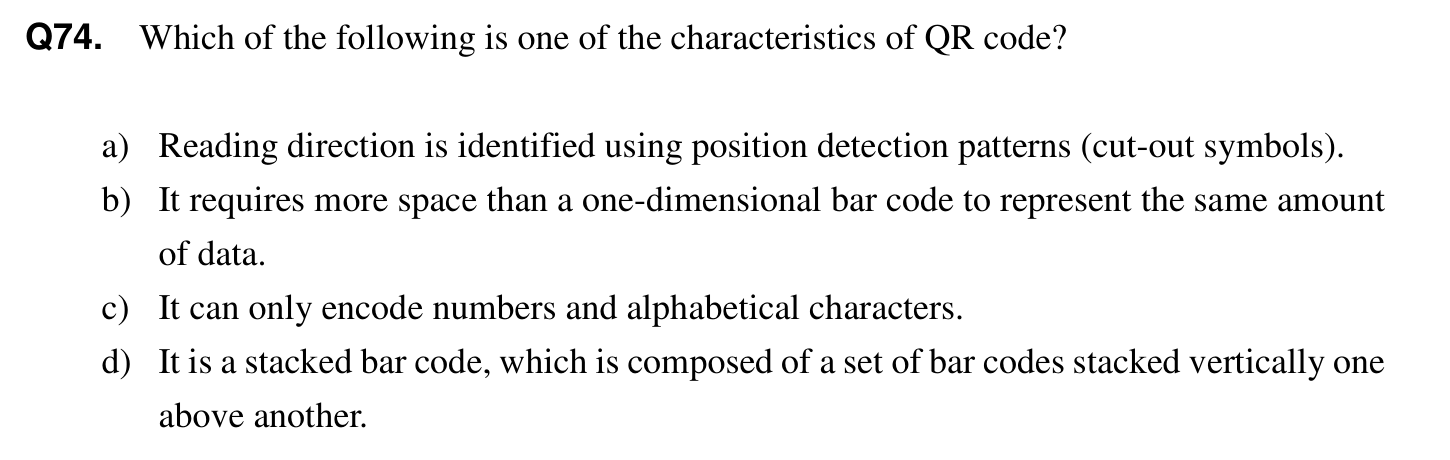 Q74. Which of the following is one of the characteristics of QR code?
a) Reading direction is identified using position detection patterns (cut-out symbols).
b) It requires more space than a one-dimensional bar code to represent the same amount
of data.
c) It can only encode numbers and alphabetical characters.
d) It is a stacked bar code, which is composed of a set of bar codes stacked vertically one
above another.